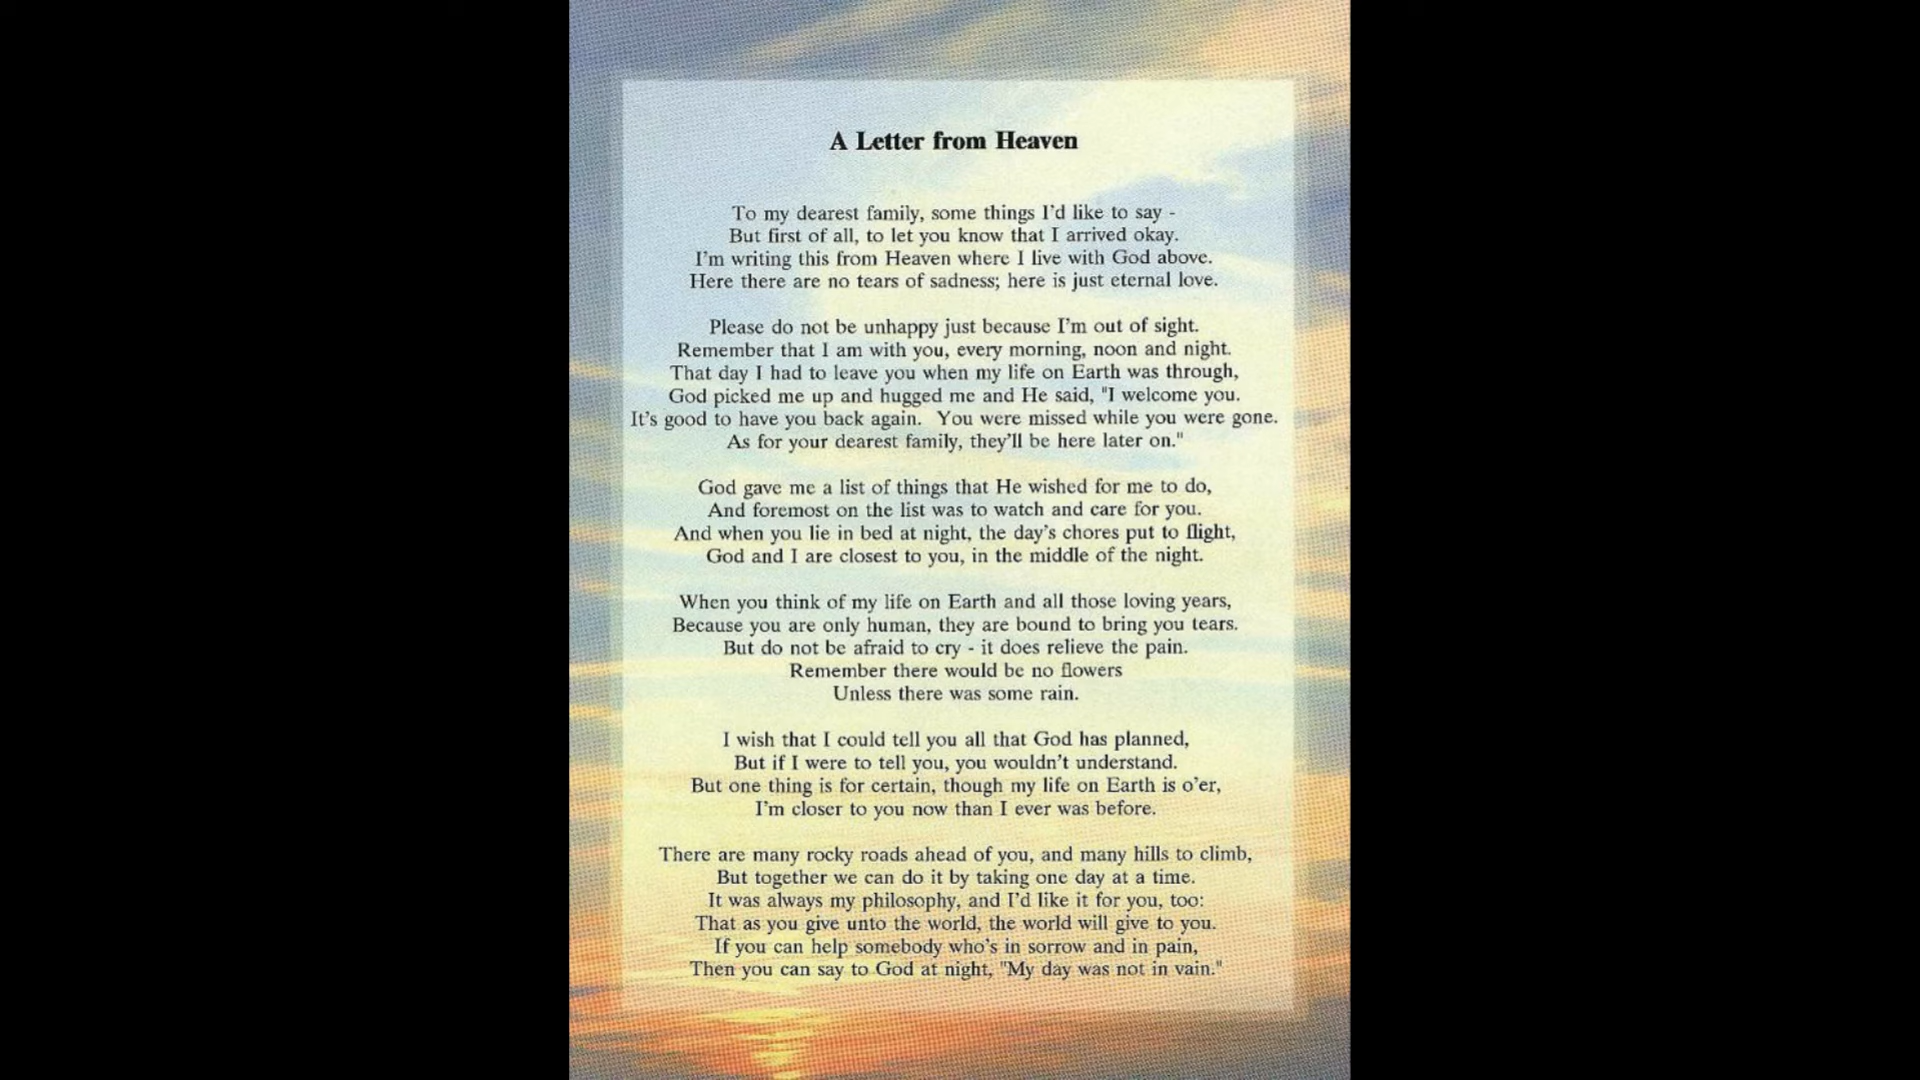 A Letter from Heaven
To my dearest family, some things I'd like to say -
But first of all, to let you know that I arrived okay.
I'm writing this from Heaven where I live with God above.
Here there are no tears of sadness; here is just eternal love.
Please do not be unhappy just because I'm out of sight.
Remember that I am with you, every morning, noon and night.
That day I had to leave you when my life on Earth was through,
God picked me up and hugged me and He said, "I welcome you.
It's good to have you back again.  You were missed while you were gone.
As for your dearest family, they'll be here later on."
God gave me a list of things that He wished for me to do,
And foremost on the list was to watch and care for you.
And when you lie in bed at night, the day's chores put to flight,
God and I are closest to you, in the middle of the night.
When you think of my life on Earth and all those loving years,
Because you are only human, they are bound to bring you tears.
But do not be afraid to cry - it does relieve the pain.
Remember there would be no flowers
Unless there was some rain.
I wish that I could tell you all that God has planned,
But if I were to tell you, you wouldn't understand.
But one thing is for certain, though my life on Earth is o'er,
I'm closer to you now than I ever was before.
There are many rocky roads ahead of you, and many hills to climb,
But together we can do it by taking one day at a time.
It was always my philosophy, and I'd like it for you, too:
That as you give unto the world, the world will give to you.
If you can help somebody who's in sorrow and in pain,
Then you can say to God at night, "My day was not in vain."